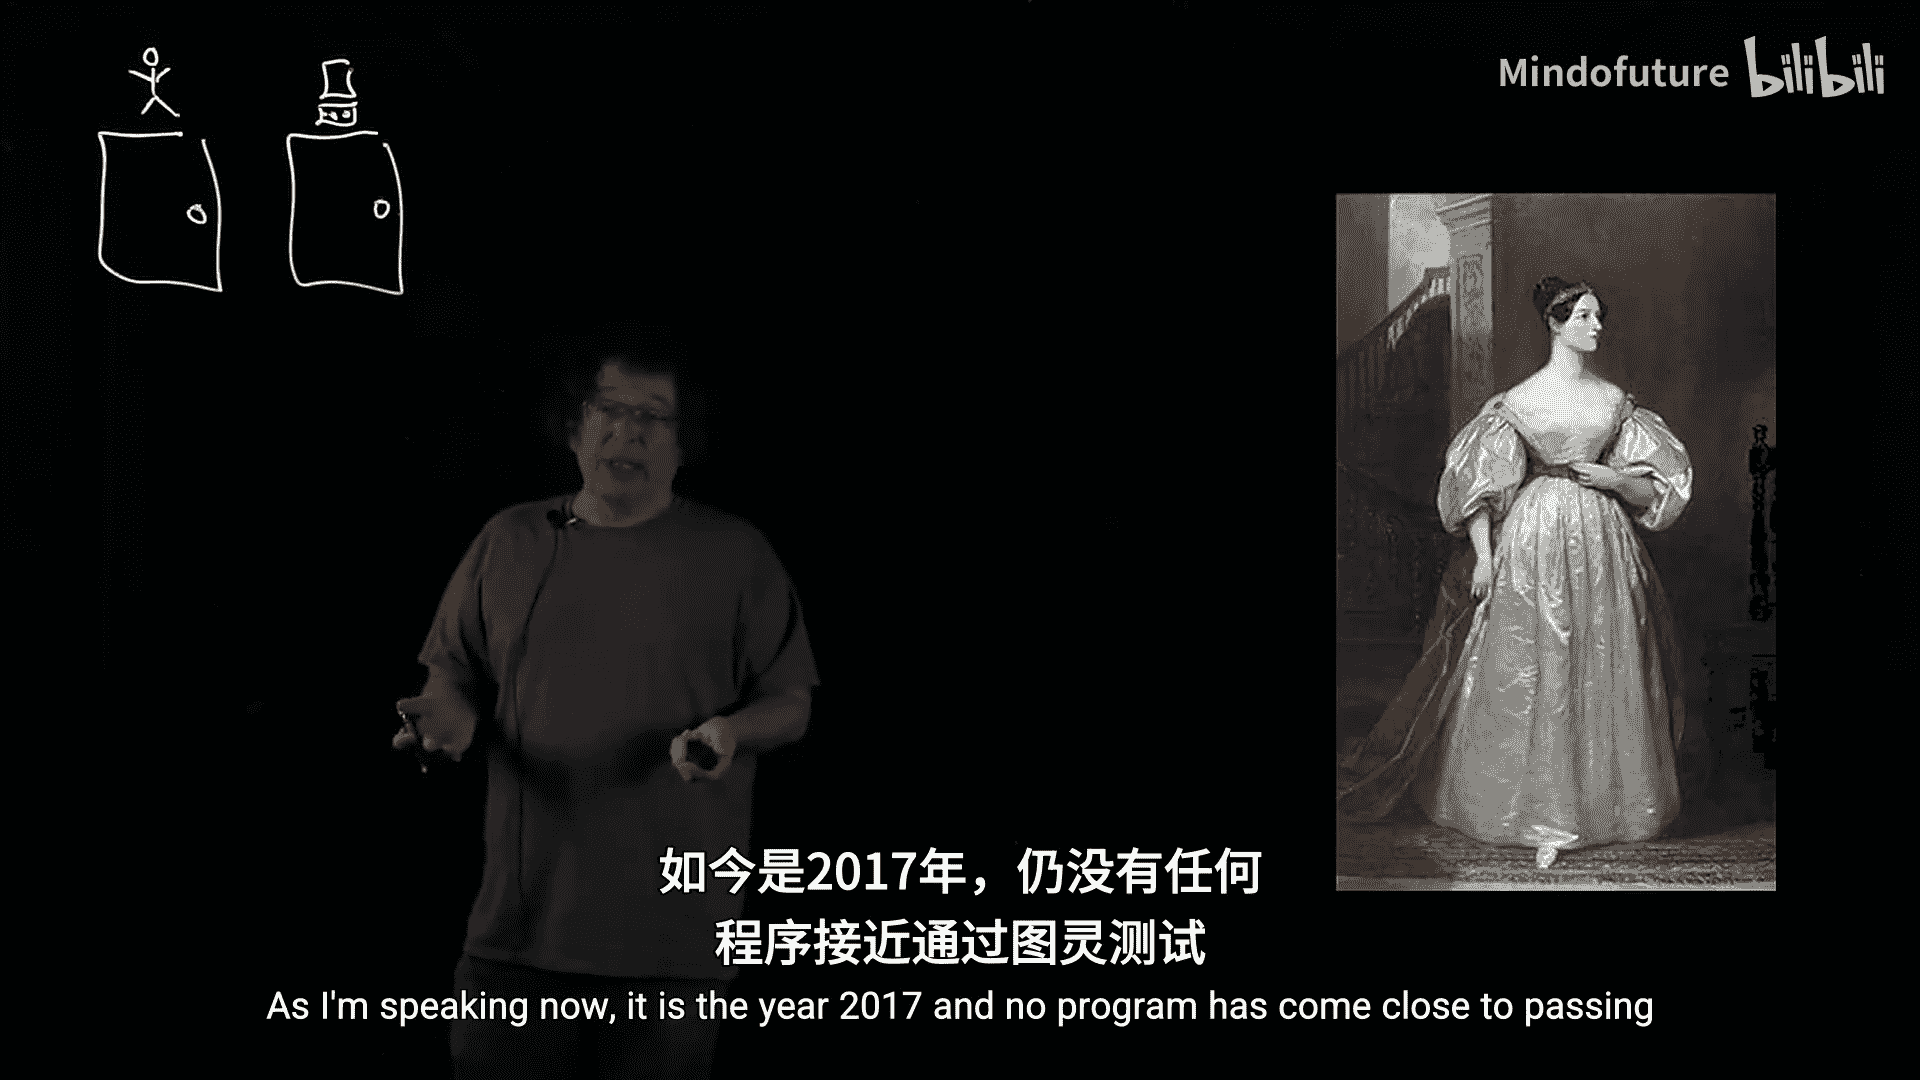 Mindofuture bilibili
如今是2017年，仍没有任何
程序接近通过图灵测试
As I'm speaking now, it is the year 2017 and no program has come close to passing